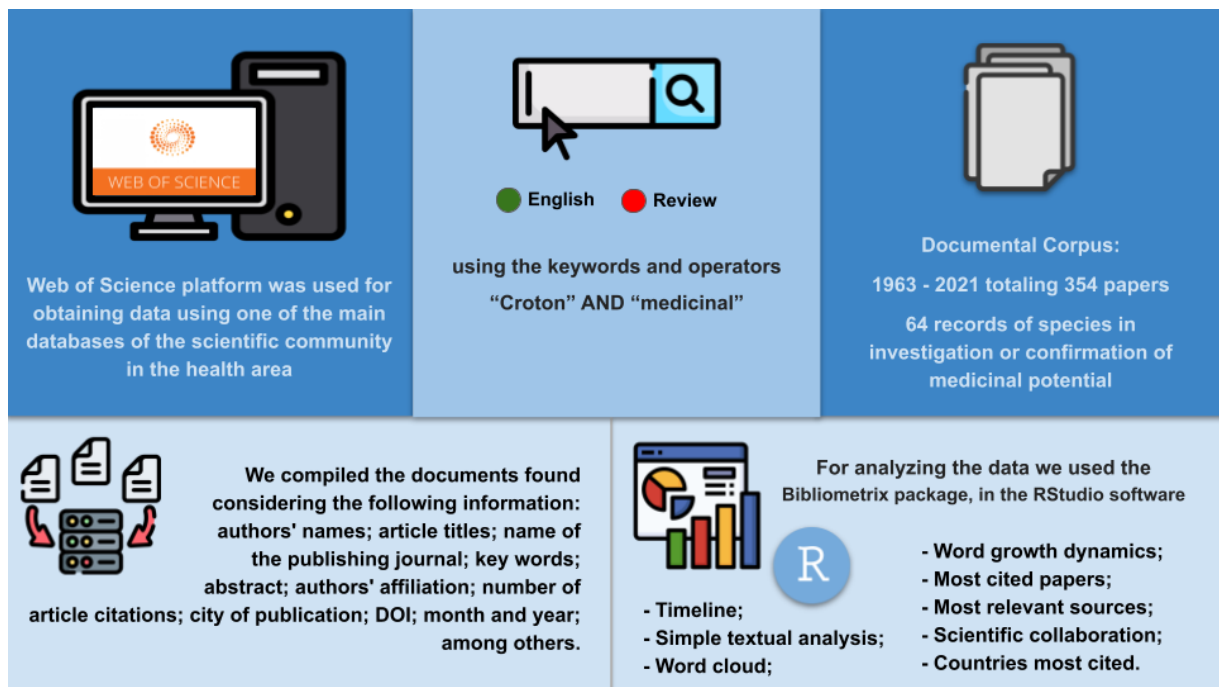 WEB OF SCIENCE
Web of Science platform was used for
obtaining data using one of the main
databases of the scientific community
in the health area
English
Review
using the keywords and operators
“Croton” AND “medicinal”
Documental Corpus:
1963 - 2021 totaling 354 papers
64 records of species in
investigation or confirmation of
medicinal potential
We compiled the documents found
considering the following information:
authors' names; article titles; name of
the publishing journal; key words;
abstract; authors' affiliation; number of
article citations; city of publication; DOI; month and year;
among others.
For analyzing the data we used the
Bibliometrix package, in the RStudio software
R
- Timeline;
- Simple textual analysis;
- Word cloud;
- Word growth dynamics;
- Most cited papers;
- Most relevant sources;
- Scientific collaboration;
- Countries most cited.